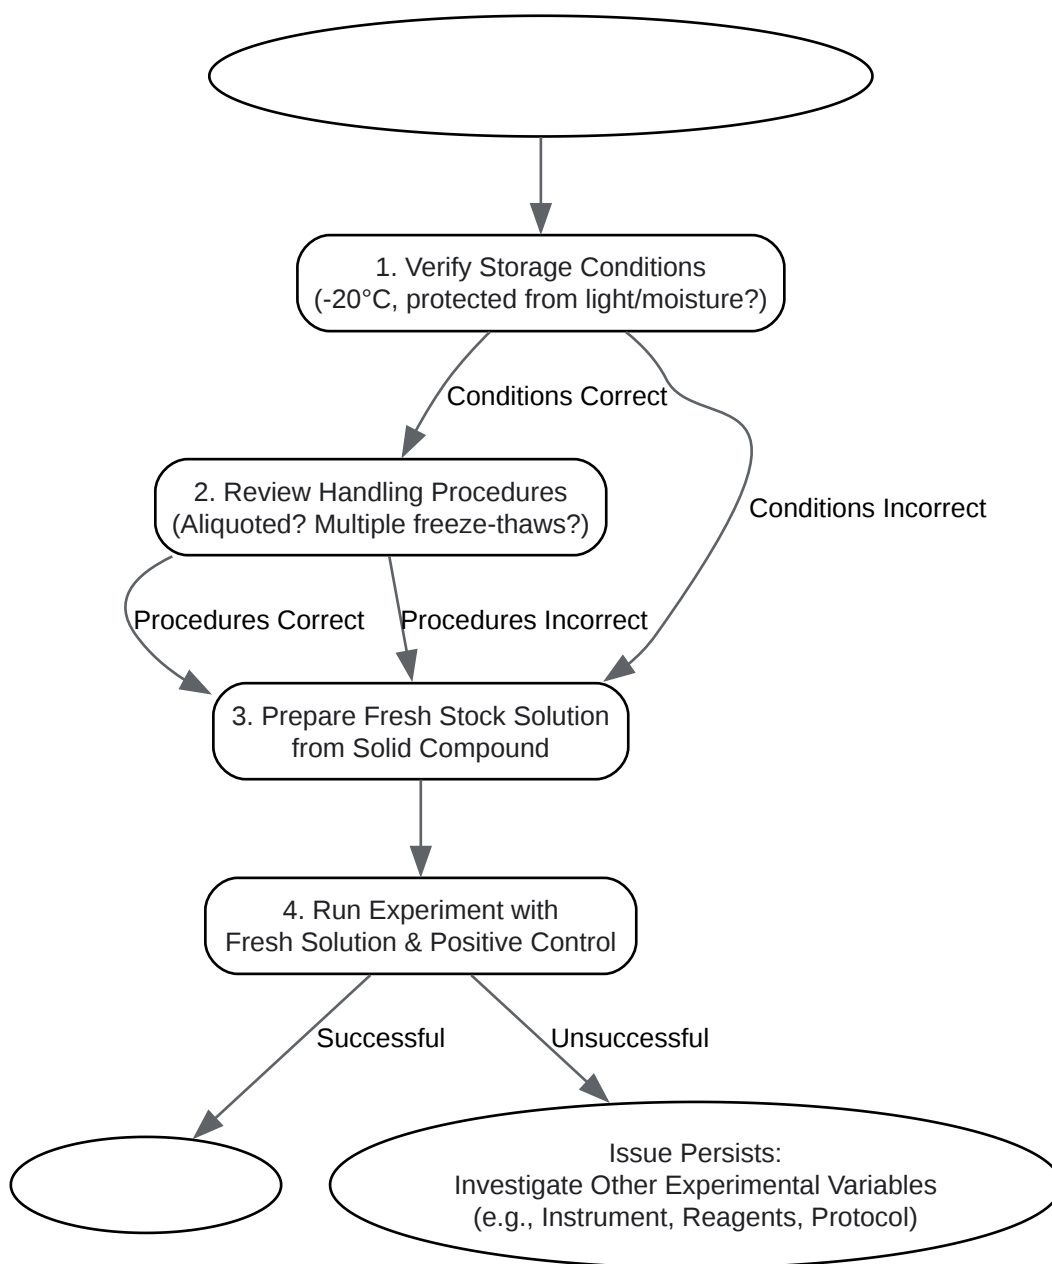 1. Verify Storage Conditions
(-20°C, protected from light/moisture?)
Conditions Correct
2. Review Handling Procedures
(Aliquoted? Multiple freeze-thaws?)
Conditions Incorrect
Procedures Correct
Procedures Incorrect
3. Prepare Fresh Stock Solution
from Solid Compound
4. Run Experiment with
Fresh Solution & Positive Control
Successful
Unsuccessful
Issue Persists:
Investigate Other Experimental Variables
(e.g., Instrument, Reagents, Protocol)